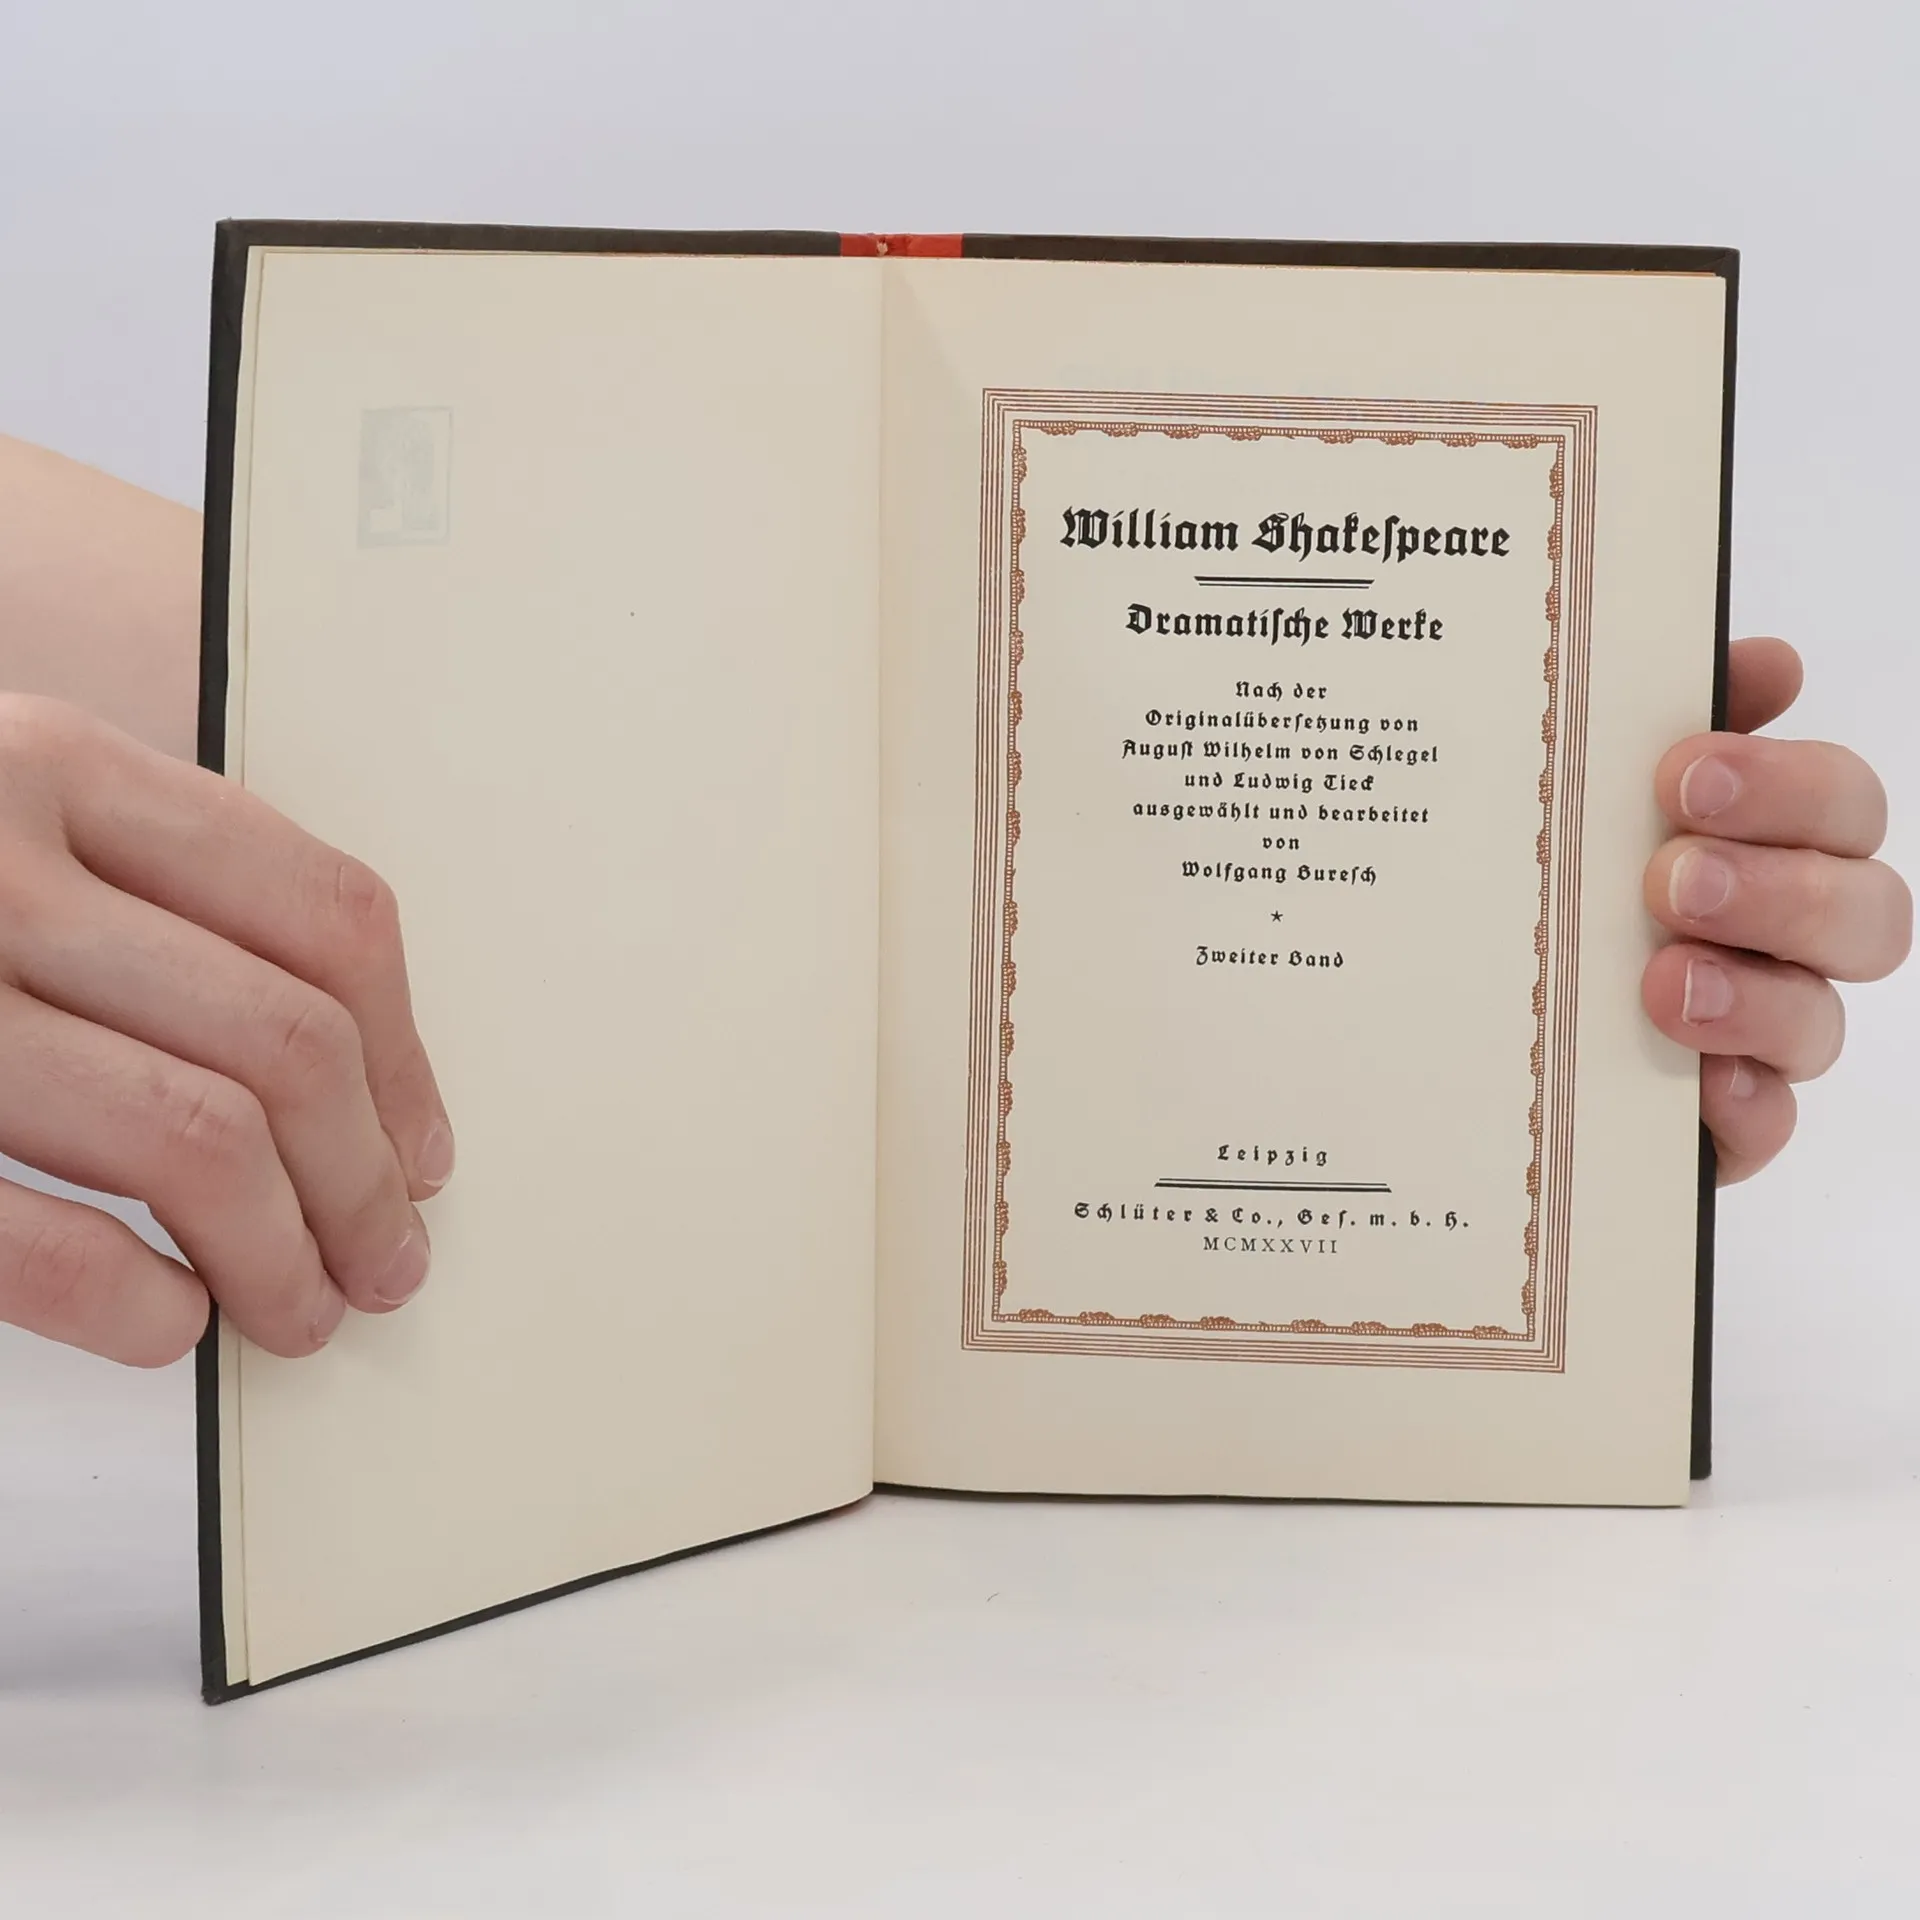 William Shakeſpeare
Dramatiſche Werke
Nach der
Originalüberſetzung von
Auguſt Wilhelm von Schlegel
und Ludwig Tieck
ausgewählt und bearbeitet
von
Wolfgang Bureſch
*
Zweiter Band
Leipzig
Schlüter & Co., Geſ. m. b. H.
MCMXXVII